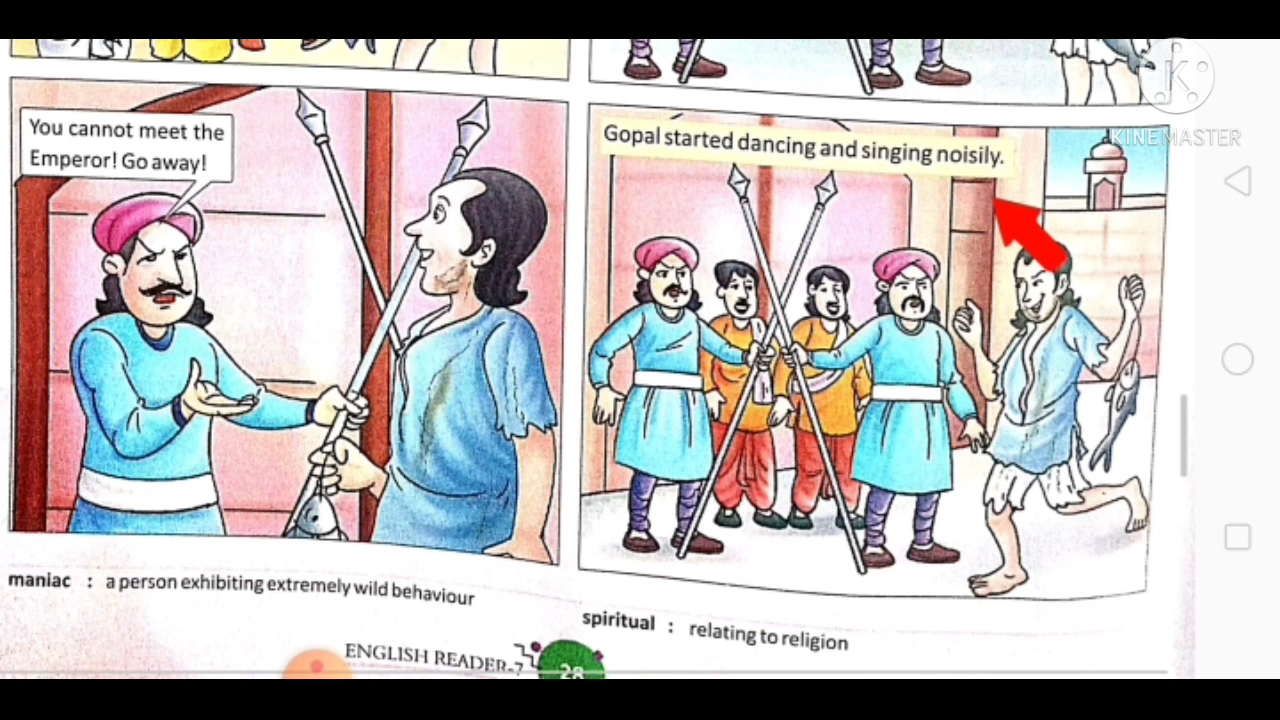 KINEMASTER
You cannot meet the
Emperor! Go away!
Gopal started dancing and singing noisily.
maniac : a person exhibiting extremely wild behaviour
spiritual : relating to religion
ENGLISH READER-7
28